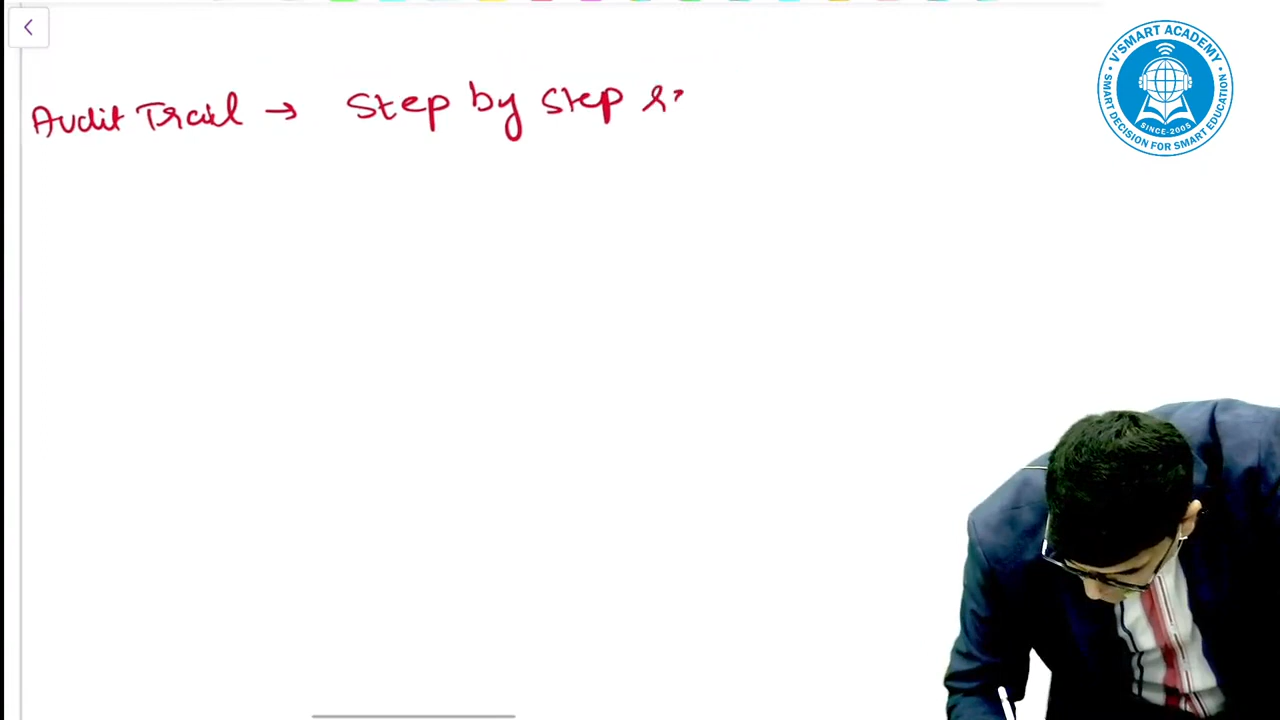 Audit Trail → Step by Step
V'SMART ACADEMY
SINCE-2005
SMART DECISION FOR SMART EDUCATION